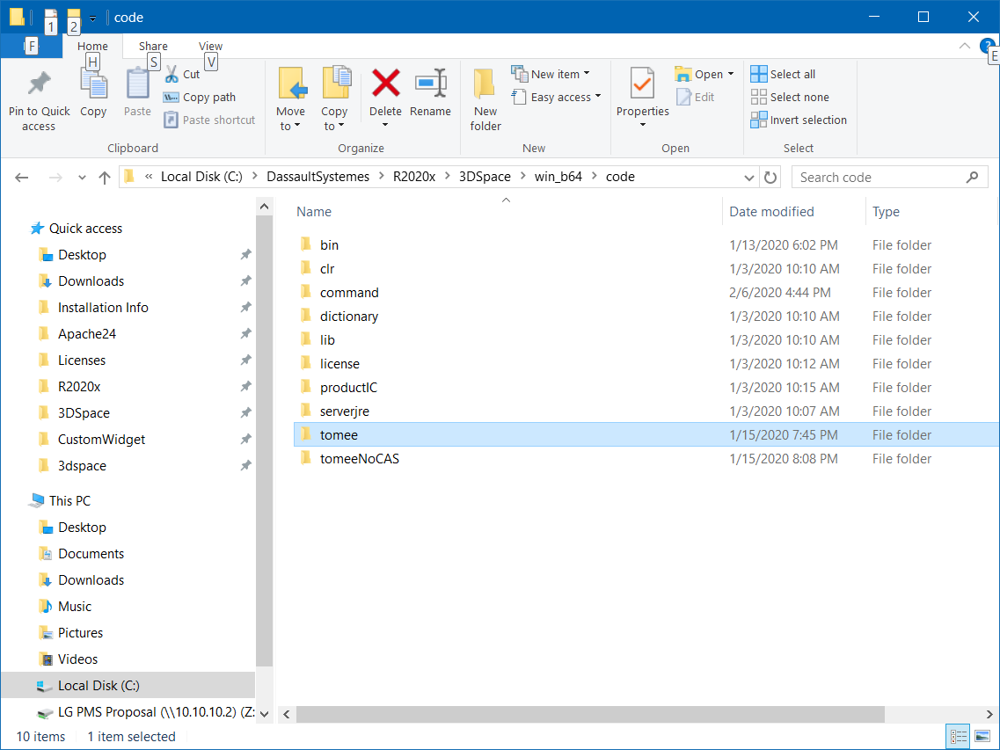 code
1 2
F Home Share View
H S V E
Pin to Quick access
Copy
Paste
Cut
Copy path
Paste shortcut
Clipboard
Move to
Copy to
Delete
Rename
Organize
New folder
New item
Easy access
New
Properties
Open
Edit
Open
Select all
Select none
Invert selection
Select
« Local Disk (C:) > DassaultSystemes > R2020x > 3DSpace > win_b64 > code
Search code
Quick access
Desktop
Downloads
Installation Info
Apache24
Licenses
R2020x
3DSpace
CustomWidget
3dspace
This PC
Desktop
Documents
Downloads
Music
Pictures
Videos
Local Disk (C:)
LG PMS Proposal (\\10.10.10.2) (Z:
Name Date modified Type
bin 1/13/2020 6:02 PM File folder
clr 1/3/2020 10:10 AM File folder
command 2/6/2020 4:44 PM File folder
dictionary 1/3/2020 10:10 AM File folder
lib 1/3/2020 10:10 AM File folder
license 1/3/2020 10:12 AM File folder
productIC 1/3/2020 10:15 AM File folder
serverjre 1/3/2020 10:07 AM File folder
tomee 1/15/2020 7:45 PM File folder
tomeeNoCAS 1/15/2020 8:08 PM File folder
10 items 1 item selected